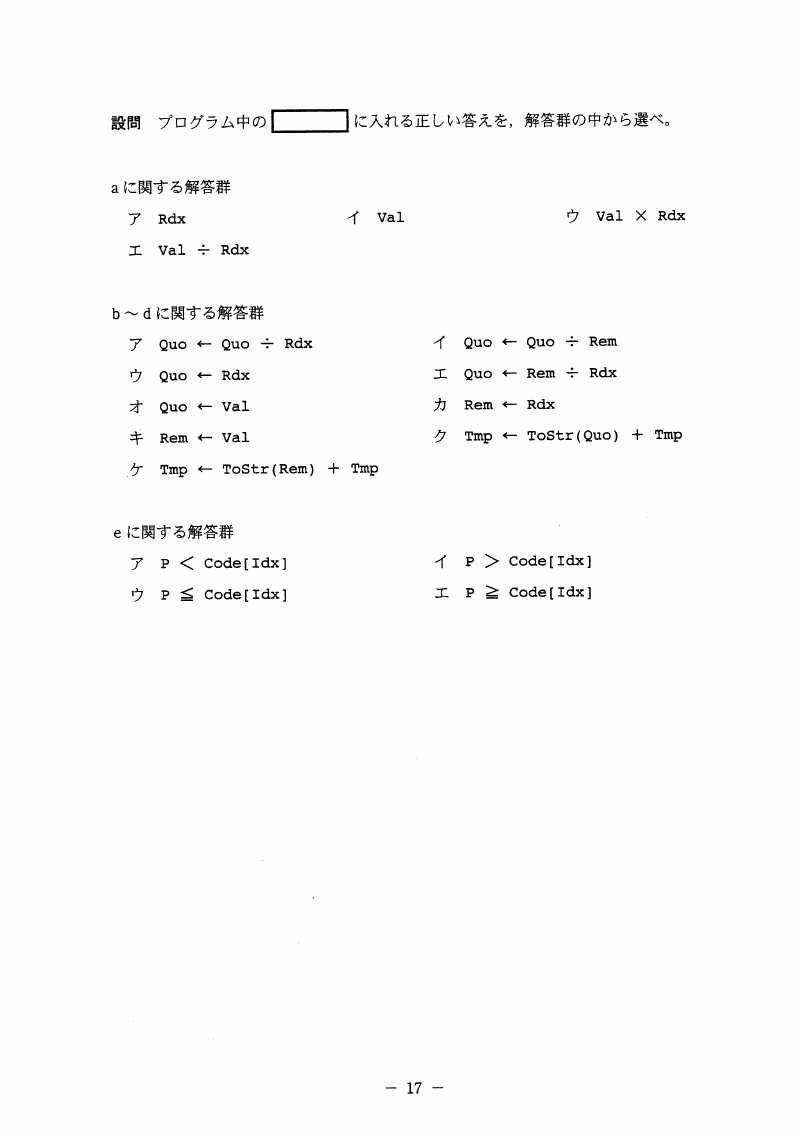 設問 プログラム中の に入れる正しい答えを，解答群の中から選べ。
a に関する解答群
ア Rdx イ Val ウ Val × Rdx
エ Val ÷ Rdx
b ～ d に関する解答群
ア Quo ← Quo ÷ Rdx イ Quo ← Quo ÷ Rem
ウ Quo ← Rdx エ Quo ← Rem ÷ Rdx
オ Quo ← Val カ Rem ← Rdx
キ Rem ← Val ク Tmp ← ToStr(Quo) + Tmp
ケ Tmp ← ToStr(Rem) + Tmp
e に関する解答群
ア P ＜ Code[Idx] イ P ＞ Code[Idx]
ウ P ≦ Code[Idx] エ P ≧ Code[Idx]
－ 17 －